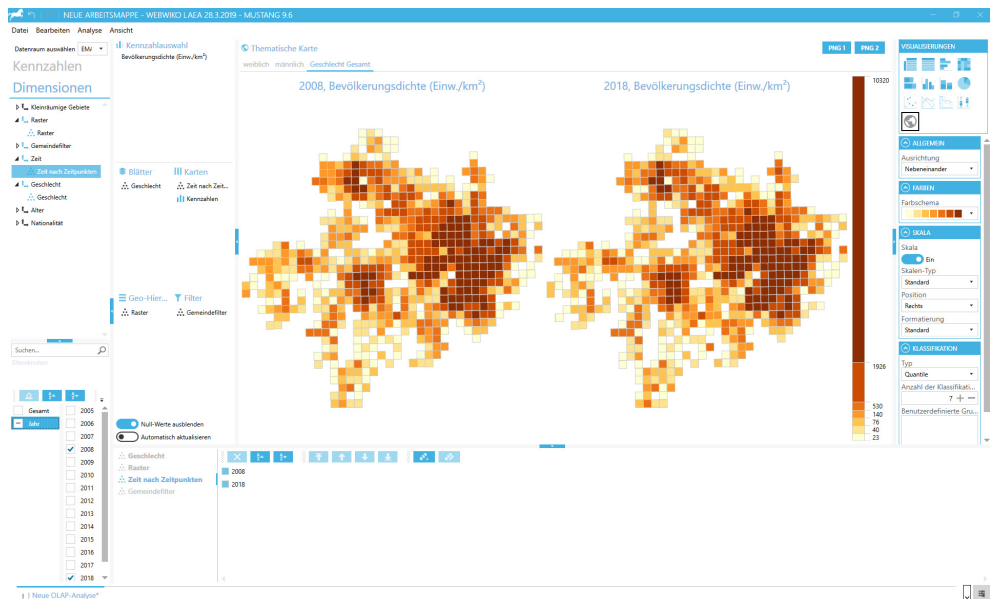 NEUE ARBEITSMAPPE - WEBWIKO LAEA 28.3.2019 - MUSTANG 9.6
Datei Bearbeiten Analyse Ansicht
Datenraum auswählen EM/
Kennzahlen
Dimensionen
Kleinräumige Gebiete
Raster
Raster
Gemeindefilter
Zeit
Zeit nach Zeitpunkten
Geschlecht
Geschlecht
Alter
Nationalität
Suchen...
Gesamt
Jahr
2005
2006
2007
2008
2009
2010
2011
2012
2013
2014
2015
2016
2017
2018
Kennzahlauswahl
Bevölkerungsdichte (Einw./km²)
Blätter
Geschlecht
Karten
Zeit nach Zeit...
Kennzahlen
Geo-Hier...
Raster
Filter
Gemeindefilter
Null-Werte ausblenden
Automatisch aktualisieren
Thematische Karte
PNG 1 PNG 2
weiblich männlich Geschlecht Gesamt
2008, Bevölkerungsdichte (Einw./km²)
2018, Bevölkerungsdichte (Einw./km²)
10320
1926
530
140
76
40
23
VISUALISIERUNGEN
ALLGEMEIN
Ausrichtung
Nebeneinander
FARBEN
Farbschema
SKALA
Skala
Ein
Skalen-Typ
Standard
Position
Rechts
Formatierung
Standard
KLASSIFIKATION
Typ
Quantile
Anzahl der Klassifikati...
7
Benutzerdefinierte Gru...
Geschlecht
Raster
Zeit nach Zeitpunkten
Gemeindefilter
2008
2018
Neue OLAP-Analyse*